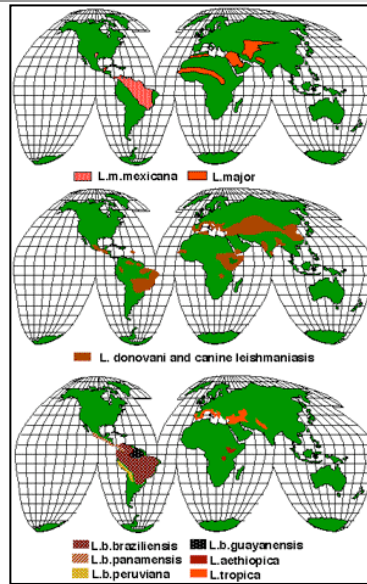 L.m.mexicana L.major
L. donovani and canine leishmaniasis
L.b.braziliensis L.b.guayanensis
L.b.panamensis L.aethiopica
L.b.peruviana L.tropica